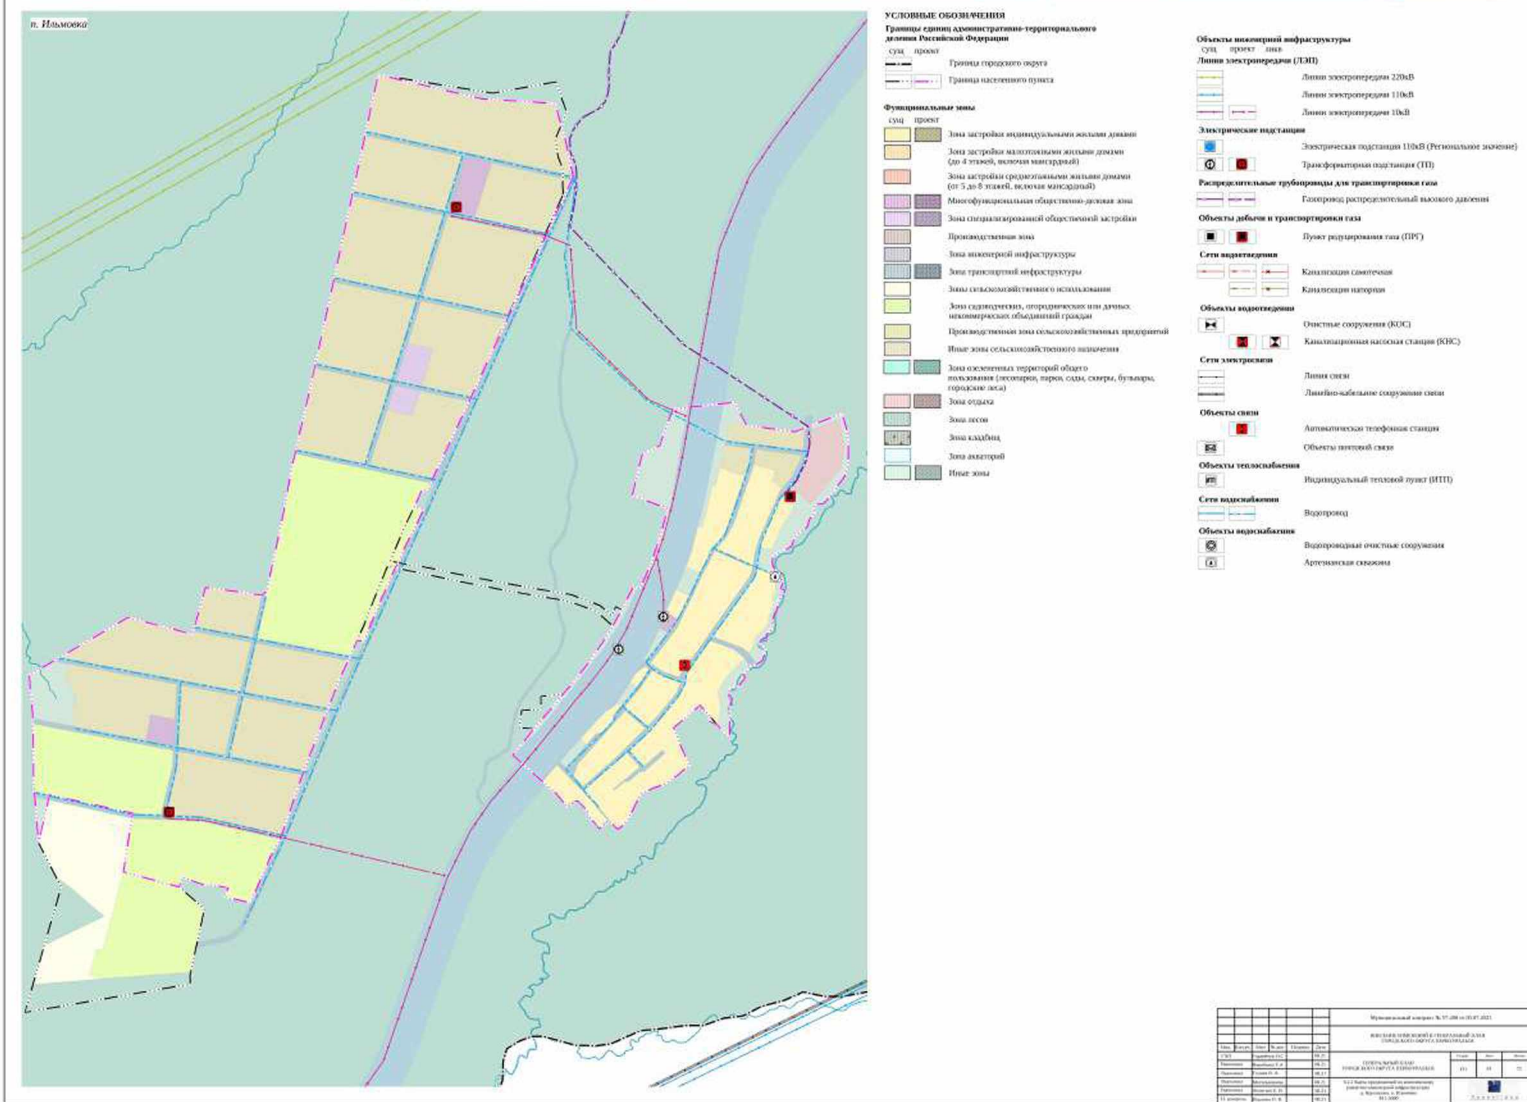 п. Ильмовка
УСЛОВНЫЕ ОБОЗНАЧЕНИЯ
Границы единиц административно-территориального
деления Российской Федерации
сущ проект
Граница городского округа
Граница населенного пункта
Функциональные зоны
сущ проект
Зона застройки индивидуальными жилыми домами
Зона застройки малоэтажными жилыми домами
(до 4 этажей, включая мансардный)
Зона застройки среднеэтажными жилыми домами
(от 5 до 8 этажей, включая мансардный)
Многофункциональная общественно-деловая зона
Зона специализированной общественной застройки
Производственная зона
Зона инженерной инфраструктуры
Зона транспортной инфраструктуры
Зоны сельскохозяйственного использования
Зона садоводческих, огороднических или дачных
некоммерческих объединений граждан
Производственная зона сельскохозяйственных предприятий
Иные зоны сельскохозяйственного назначения
Зона озелененных территорий общего
пользования (лесопарки, парки, сады, скверы, бульвары,
городские леса)
Зона отдыха
Зона лесов
Зона кладбищ
Зона акваторий
Иные зоны
Объекты инженерной инфраструктуры
сущ проект ликв
Линии электропередачи (ЛЭП)
Линии электропередачи 220кВ
Линии электропередачи 110кВ
Линии электропередачи 10кВ
Электрические подстанции
Электрическая подстанция 110кВ (Региональное значение)
Трансформаторная подстанция (ТП)
Распределительные трубопроводы для транспортировки газа
Газопровод распределительный высокого давления
Объекты добычи и транспортировки газа
Пункт редуцирования газа (ПРГ)
Сети водоотведения
Канализация самотечная
Канализация напорная
Объекты водоотведения
Очистные сооружения (КОС)
Канализационная насосная станция (КНС)
Сети электросвязи
Линия связи
Линейно-кабельное сооружение связи
Объекты связи
Автоматическая телефонная станция
Объекты почтовой связи
Объекты теплоснабжения
Индивидуальный тепловой пункт (ИТП)
Сети водоснабжения
Водопровод
Объекты водоснабжения
Водопроводные очистные сооружения
Артезианская скважина
ГЕНЕРАЛЬНЫЙ ПЛАН
ГОРОДСКОГО ОКРУГА ПЕРВОУРАЛЬСК